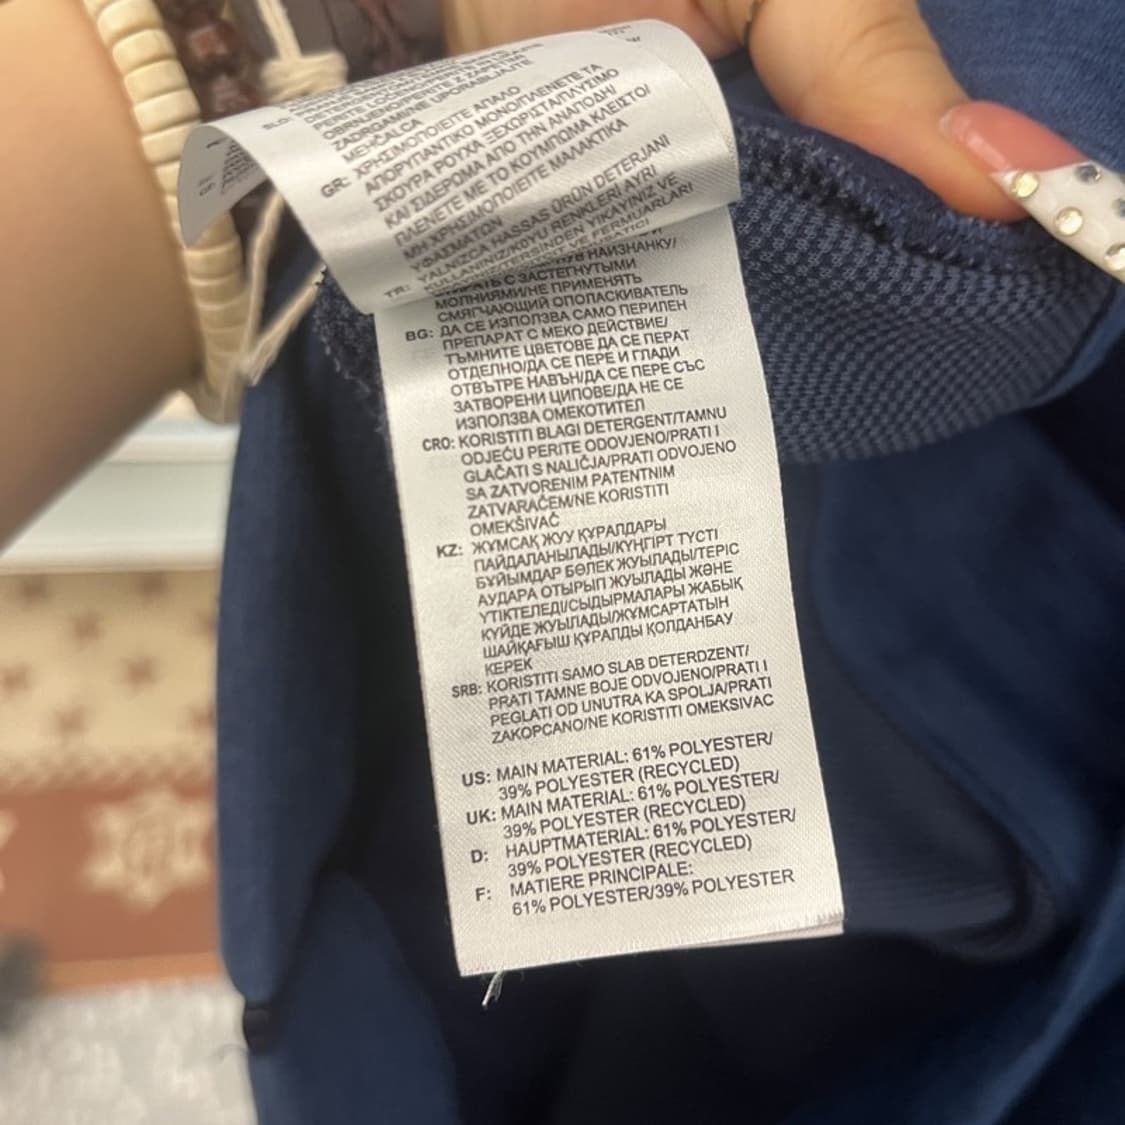 GR: ΧΡΗΣΙΜΟΠΟΙΕΙΤΕ ΑΠΑΛΟ
ΑΠΟΡΥΠΑΝΤΙΚΟ ΜΟΝΟ/ΠΛΕΝΕΤΕ ΤΑ
ΣΚΟΥΡΑ ΡΟΥΧΑ ΞΕΧΩΡΙΣΤΑ/ΠΛΥΣΙΜΟ
ΚΑΙ ΣΙΔΕΡΩΜΑ ΑΠΟ ΤΗΝ ΑΝΑΠΟΔΗ/
ΠΛΕΝΕΤΕ ΜΕ ΤΟ ΚΟΥΜΠΩΜΑ ΚΛΕΙΣΤΟ/
ΜΗ ΧΡΗΣΙΜΟΠΟΙΕΙΤΕ ΜΑΛΑΚΤΙΚΑ
ΥΦΑΣΜΑΤΩΝ
TR: YALNIZCA HASSAS ÜRÜN DETERJANI
KULLANINIZ/KOYU RENKLERİ AYRI
YIKAYINIZ VE
НАИЗНАНКУ/
С ЗАСТЕГНУТЫМИ
МОЛНИЯМИ/НЕ ПРИМЕНЯТЬ
СМЯГЧАЮЩИЙ ОПОЛАСКИВАТЕЛЬ
BG: ДА СЕ ИЗПОЛЗВА САМО ПЕРИЛЕН
ПРЕПАРАТ С МЕКО ДЕЙСТВИЕ/
ТЪМНИТЕ ЦВЕТОВЕ ДА СЕ ПЕРАТ
ОТДЕЛНО/ДА СЕ ПЕРЕ И ГЛАДИ
ОТВЪТРЕ НАВЪН/ДА СЕ ПЕРЕ СЪС
ЗАТВОРЕНИ ЦИПОВЕ/ДА НЕ СЕ
ИЗПОЛЗВА ОМЕКОТИТЕЛ
CRO: KORISTITI BLAGI DETERGENT/TAMNU
ODJEĆU PERITE ODOVJENO/PRATI I
GLAČATI S NALIČJA/PRATI ODVOJENO
SA ZATVORENIM PATENTNIM
ZATVARAČEM/NE KORISTITI
OMEKŠIVAČ
KZ: ЖҰМСАҚ ЖУУ ҚҰРАЛДАРЫ
ПАЙДАЛАНЫЛАДЫ/КҮҢГІРТ ТҮСТІ
БҰЙЫМДАР БӨЛЕК ЖУЫЛАДЫ/ТЕРІС
АУДАРА ОТЫРЫП ЖУЫЛАДЫ ЖӘНЕ
ҮТІКТЕЛЕДІ/СЫДЫРМАЛАРЫ ЖАБЫҚ
КҮЙДЕ ЖУЫЛАДЫ/ЖҰМСАРТАТЫН
ШАЙҚАҒЫШ ҚҰРАЛДЫ ҚОЛДАНБАУ
КЕРЕК
SRB: KORISTITI SAMO SLAB DETERDZENT/
PRATI TAMNE BOJE ODVOJENO/PRATI I
PEGLATI OD UNUTRA KA SPOLJA/PRATI
ZAKOPCANO/NE KORISTITI OMEKSIVAC
US: MAIN MATERIAL: 61% POLYESTER/
39% POLYESTER (RECYCLED)
UK: MAIN MATERIAL: 61% POLYESTER/
39% POLYESTER (RECYCLED)
D: HAUPTMATERIAL: 61% POLYESTER/
39% POLYESTER (RECYCLED)
F: MATIERE PRINCIPALE:
61% POLYESTER/39% POLYESTER